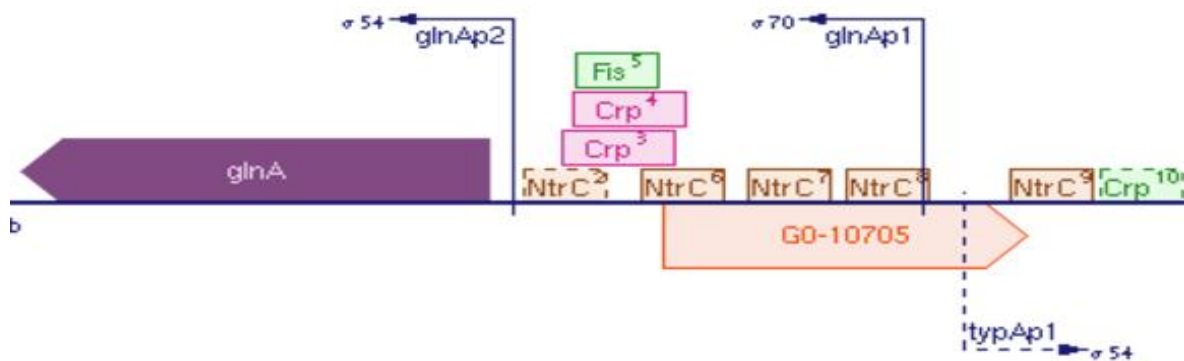 σ 54
glnAp2
σ 70
glnAp1
Fis 5
Crp 4
Crp 3
glnA
NtrC 2
NtrC 6
NtrC 7
NtrC 8
NtrC 9
Crp 10
G0-10705
typAp1
σ 54